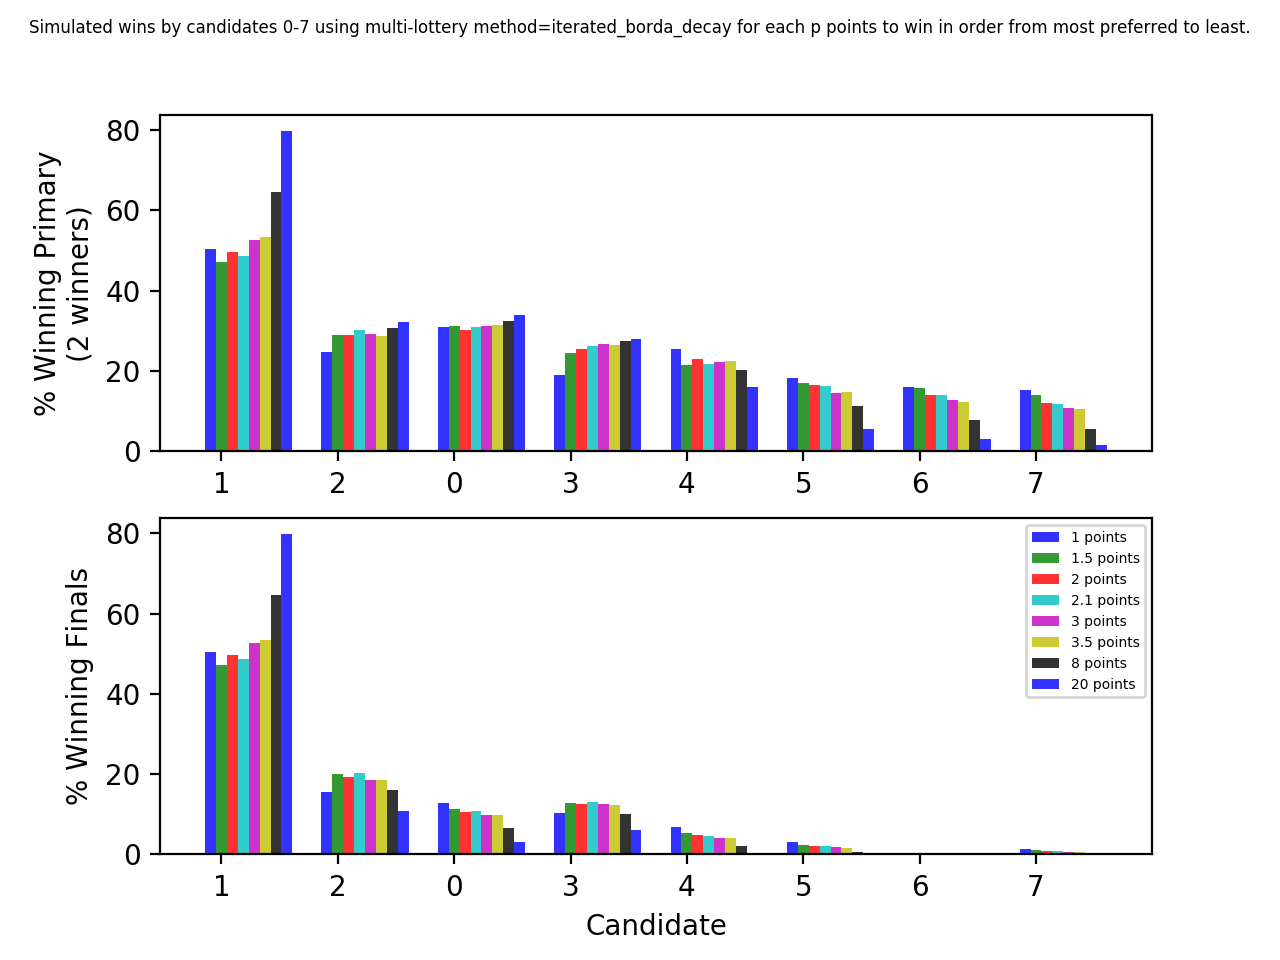 Simulated wins by candidates 0-7 using multi-lottery method=iterated_borda_decay for each p points to win in order from most preferred to least.
% Winning Primary
(2 winners)
80
60
40
20
0
1 2 0 3 4 5 6 7
% Winning Finals
80
60
40
20
0
1 points
1.5 points
2 points
2.1 points
3 points
3.5 points
8 points
20 points
1 2 0 3 4 5 6 7
Candidate